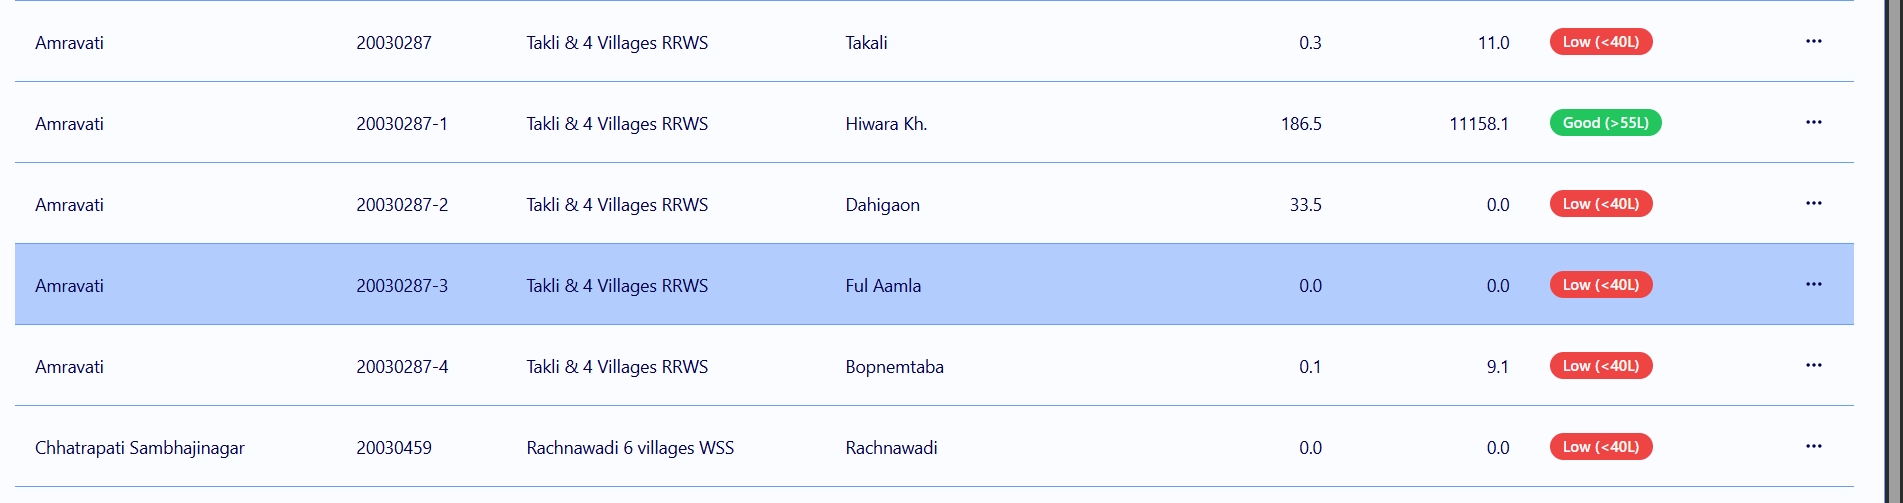 Amravati 20030287 Takli & 4 Villages RRWS Takali 0.3 11.0 Low (<40L) ...
Amravati 20030287-1 Takli & 4 Villages RRWS Hiwara Kh. 186.5 11158.1 Good (>55L) ...
Amravati 20030287-2 Takli & 4 Villages RRWS Dahigaon 33.5 0.0 Low (<40L) ...
Amravati 20030287-3 Takli & 4 Villages RRWS Ful Aamla 0.0 0.0 Low (<40L) ...
Amravati 20030287-4 Takli & 4 Villages RRWS Bopnemtaba 0.1 9.1 Low (<40L) ...
Chhatrapati Sambhajinagar 20030459 Rachnawadi 6 villages WSS Rachnawadi 0.0 0.0 Low (<40L) ...